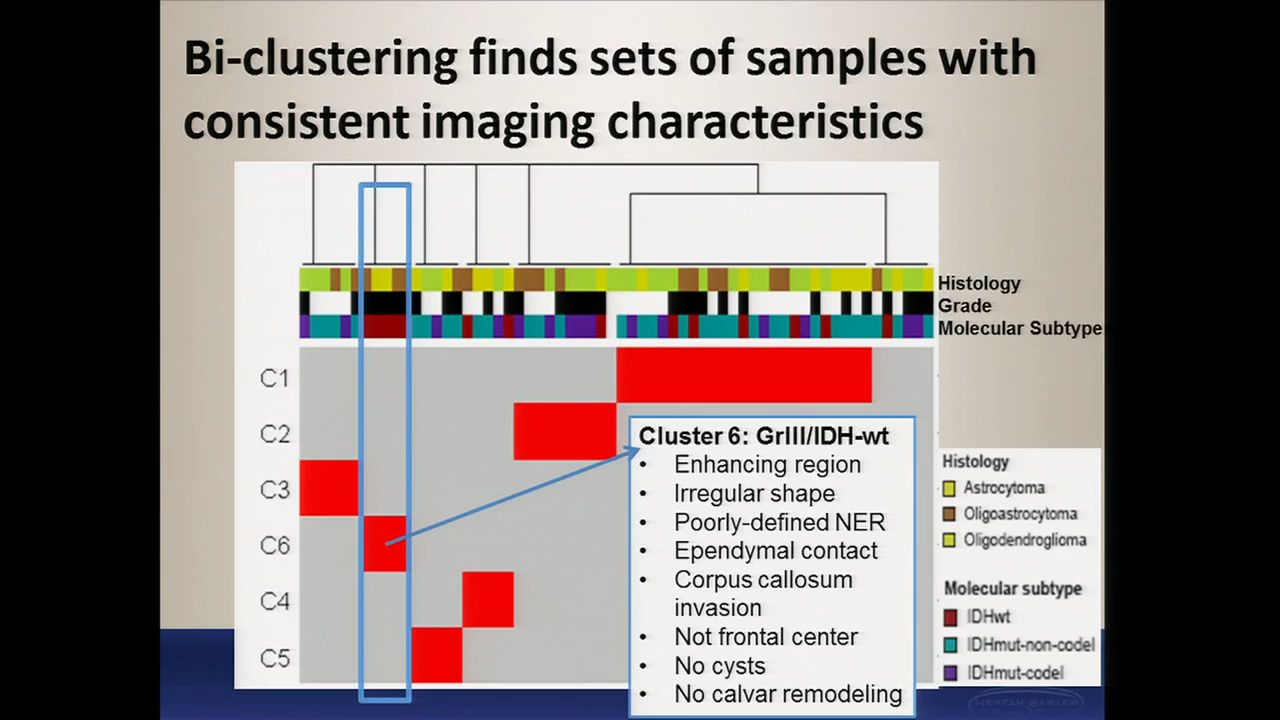 Bi-clustering finds sets of samples with
consistent imaging characteristics
Histology
Grade
Molecular Subtype
C1
C2
C3
C6
C4
C5
Cluster 6: GrIII/IDH-wt
• Enhancing region
• Irregular shape
• Poorly-defined NER
• Ependymal contact
• Corpus callosum
invasion
• Not frontal center
• No cysts
• No calvar remodeling
Histology
Astrocytoma
Oligoastrocytoma
Oligodendroglioma
Molecular subtype
IDHwt
IDHmut-non-codel
IDHmut-codel